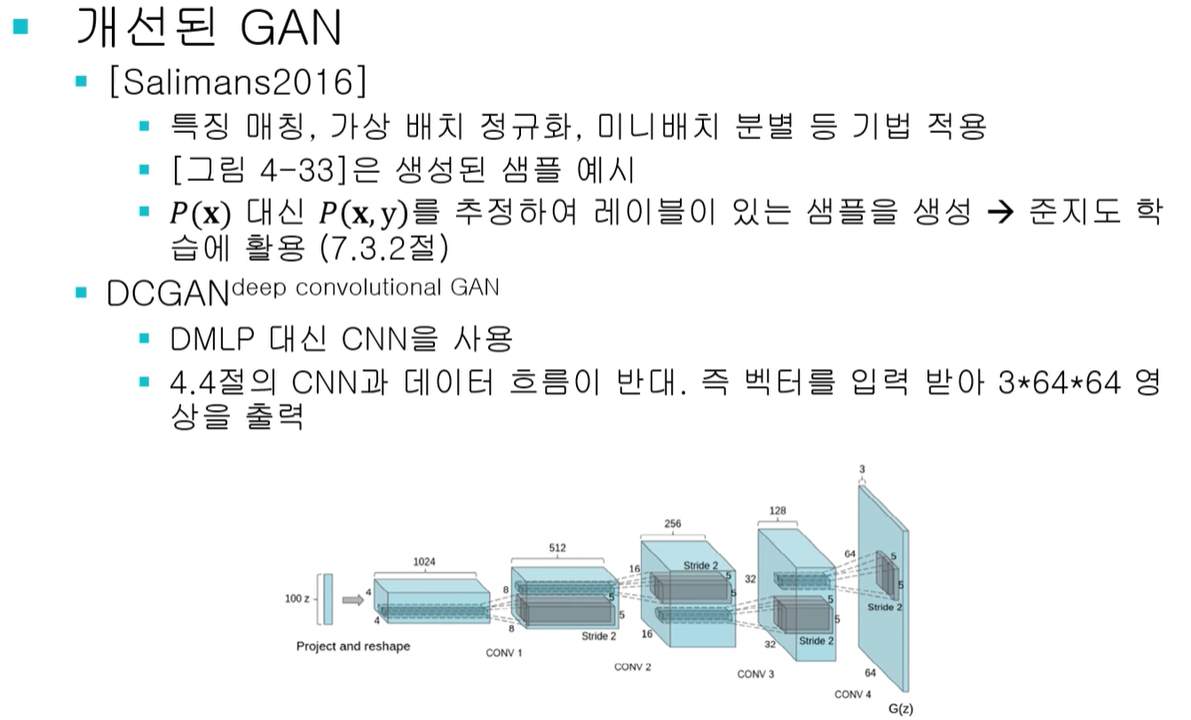 개선된 GAN
[Salimans2016]
특징 매칭, 가상 배치 정규화, 미니배치 분별 등 기법 적용
[그림 4-33]은 생성된 샘플 예시
P(x) 대신 P(x,y)를 추정하여 레이블이 있는 샘플을 생성 → 준지도 학
습에 활용 (7.3.2절)
DCGAN deep convolutional GAN
DMLP 대신 CNN을 사용
4.4절의 CNN과 데이터 흐름이 반대. 즉 벡터를 입력 받아 3*64*64 영
상을 출력
100 z
Project and reshape
1024
4
4
512
8
8
5
5
Stride 2
CONV 1
256
16
16
Stride 2
5
5
CONV 2
128
32
32
5
5
Stride 2
CONV 3
3
64
64
5
5
Stride 2
CONV 4
G(z)